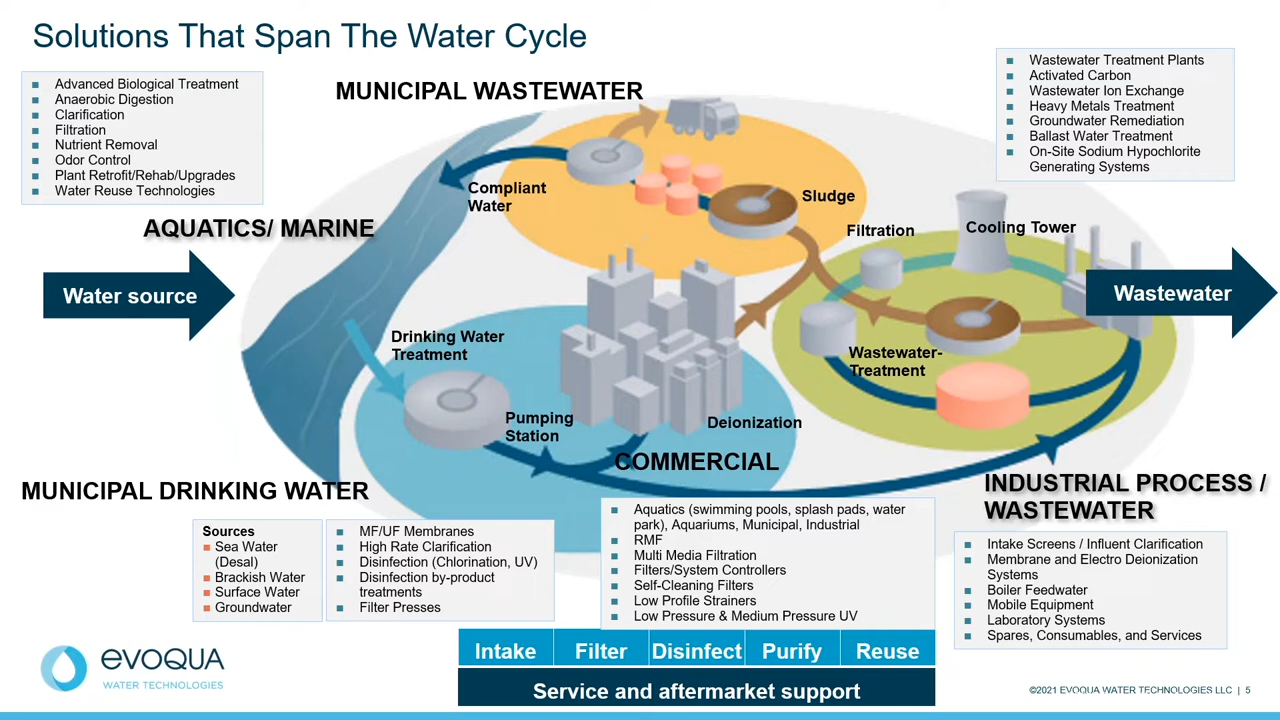 Solutions That Span The Water Cycle
Advanced Biological Treatment
Anaerobic Digestion
Clarification
Filtration
Nutrient Removal
Odor Control
Plant Retrofit/Rehab/Upgrades
Water Reuse Technologies
MUNICIPAL WASTEWATER
Wastewater Treatment Plants
Activated Carbon
Wastewater Ion Exchange
Heavy Metals Treatment
Groundwater Remediation
Ballast Water Treatment
On-Site Sodium Hypochlorite
Generating Systems
Compliant
Water
Sludge
AQUATICS/ MARINE
Filtration
Cooling Tower
Water source
Wastewater
Drinking Water
Treatment
Wastewater-
Treatment
Pumping
Station
Deionization
COMMERCIAL
MUNICIPAL DRINKING WATER
INDUSTRIAL PROCESS /
WASTEWATER
Sources
Sea Water
(Desal)
Brackish Water
Surface Water
Groundwater
MF/UF Membranes
High Rate Clarification
Disinfection (Chlorination, UV)
Disinfection by-product
treatments
Filter Presses
Aquatics (swimming pools, splash pads, water
park), Aquariums, Municipal, Industrial
RMF
Multi Media Filtration
Filters/System Controllers
Self-Cleaning Filters
Low Profile Strainers
Low Pressure & Medium Pressure UV
Intake Screens / Influent Clarification
Membrane and Electro Deionization
Systems
Boiler Feedwater
Mobile Equipment
Laboratory Systems
Spares, Consumables, and Services
Intake
Filter
Disinfect
Purify
Reuse
Service and aftermarket support
evoqua
WATER TECHNOLOGIES
©2021 EVOQUA WATER TECHNOLOGIES LLC | 5